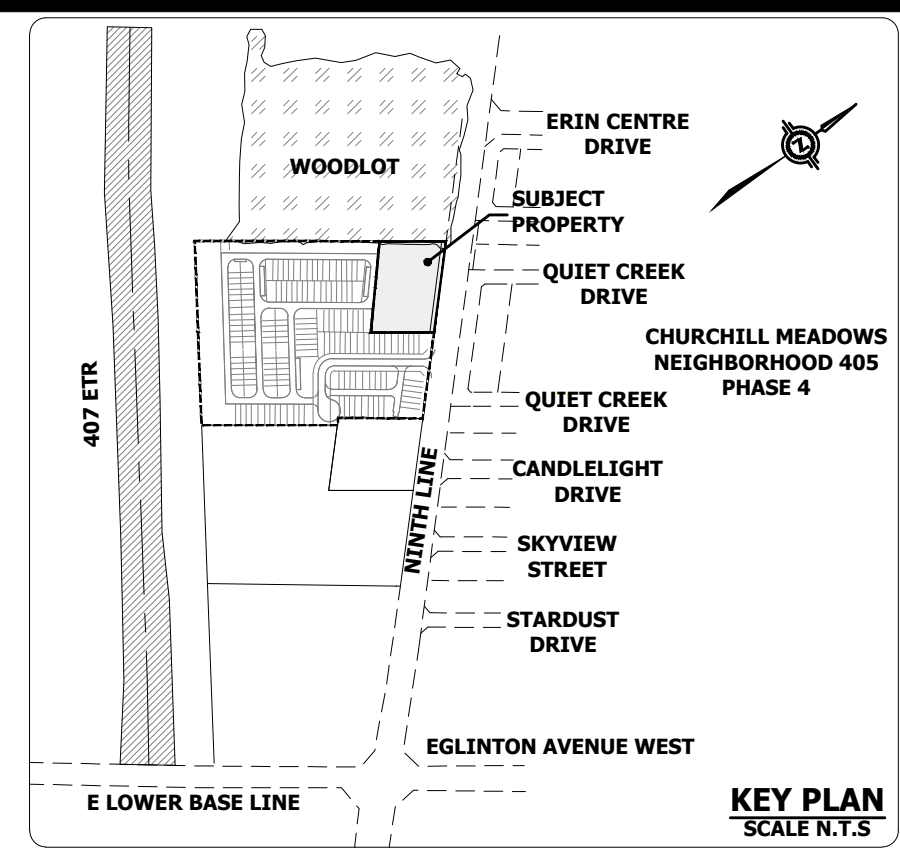 ERIN CENTRE
DRIVE
WOODLOT
SUBJECT
PROPERTY
QUIET CREEK
DRIVE
CHURCHILL MEADOWS
NEIGHBORHOOD 405
PHASE 4
407 ETR
QUIET CREEK
DRIVE
NINTH LINE
CANDLELIGHT
DRIVE
SKYVIEW
STREET
STARDUST
DRIVE
EGLINTON AVENUE WEST
E LOWER BASE LINE
KEY PLAN
SCALE N.T.S
Z